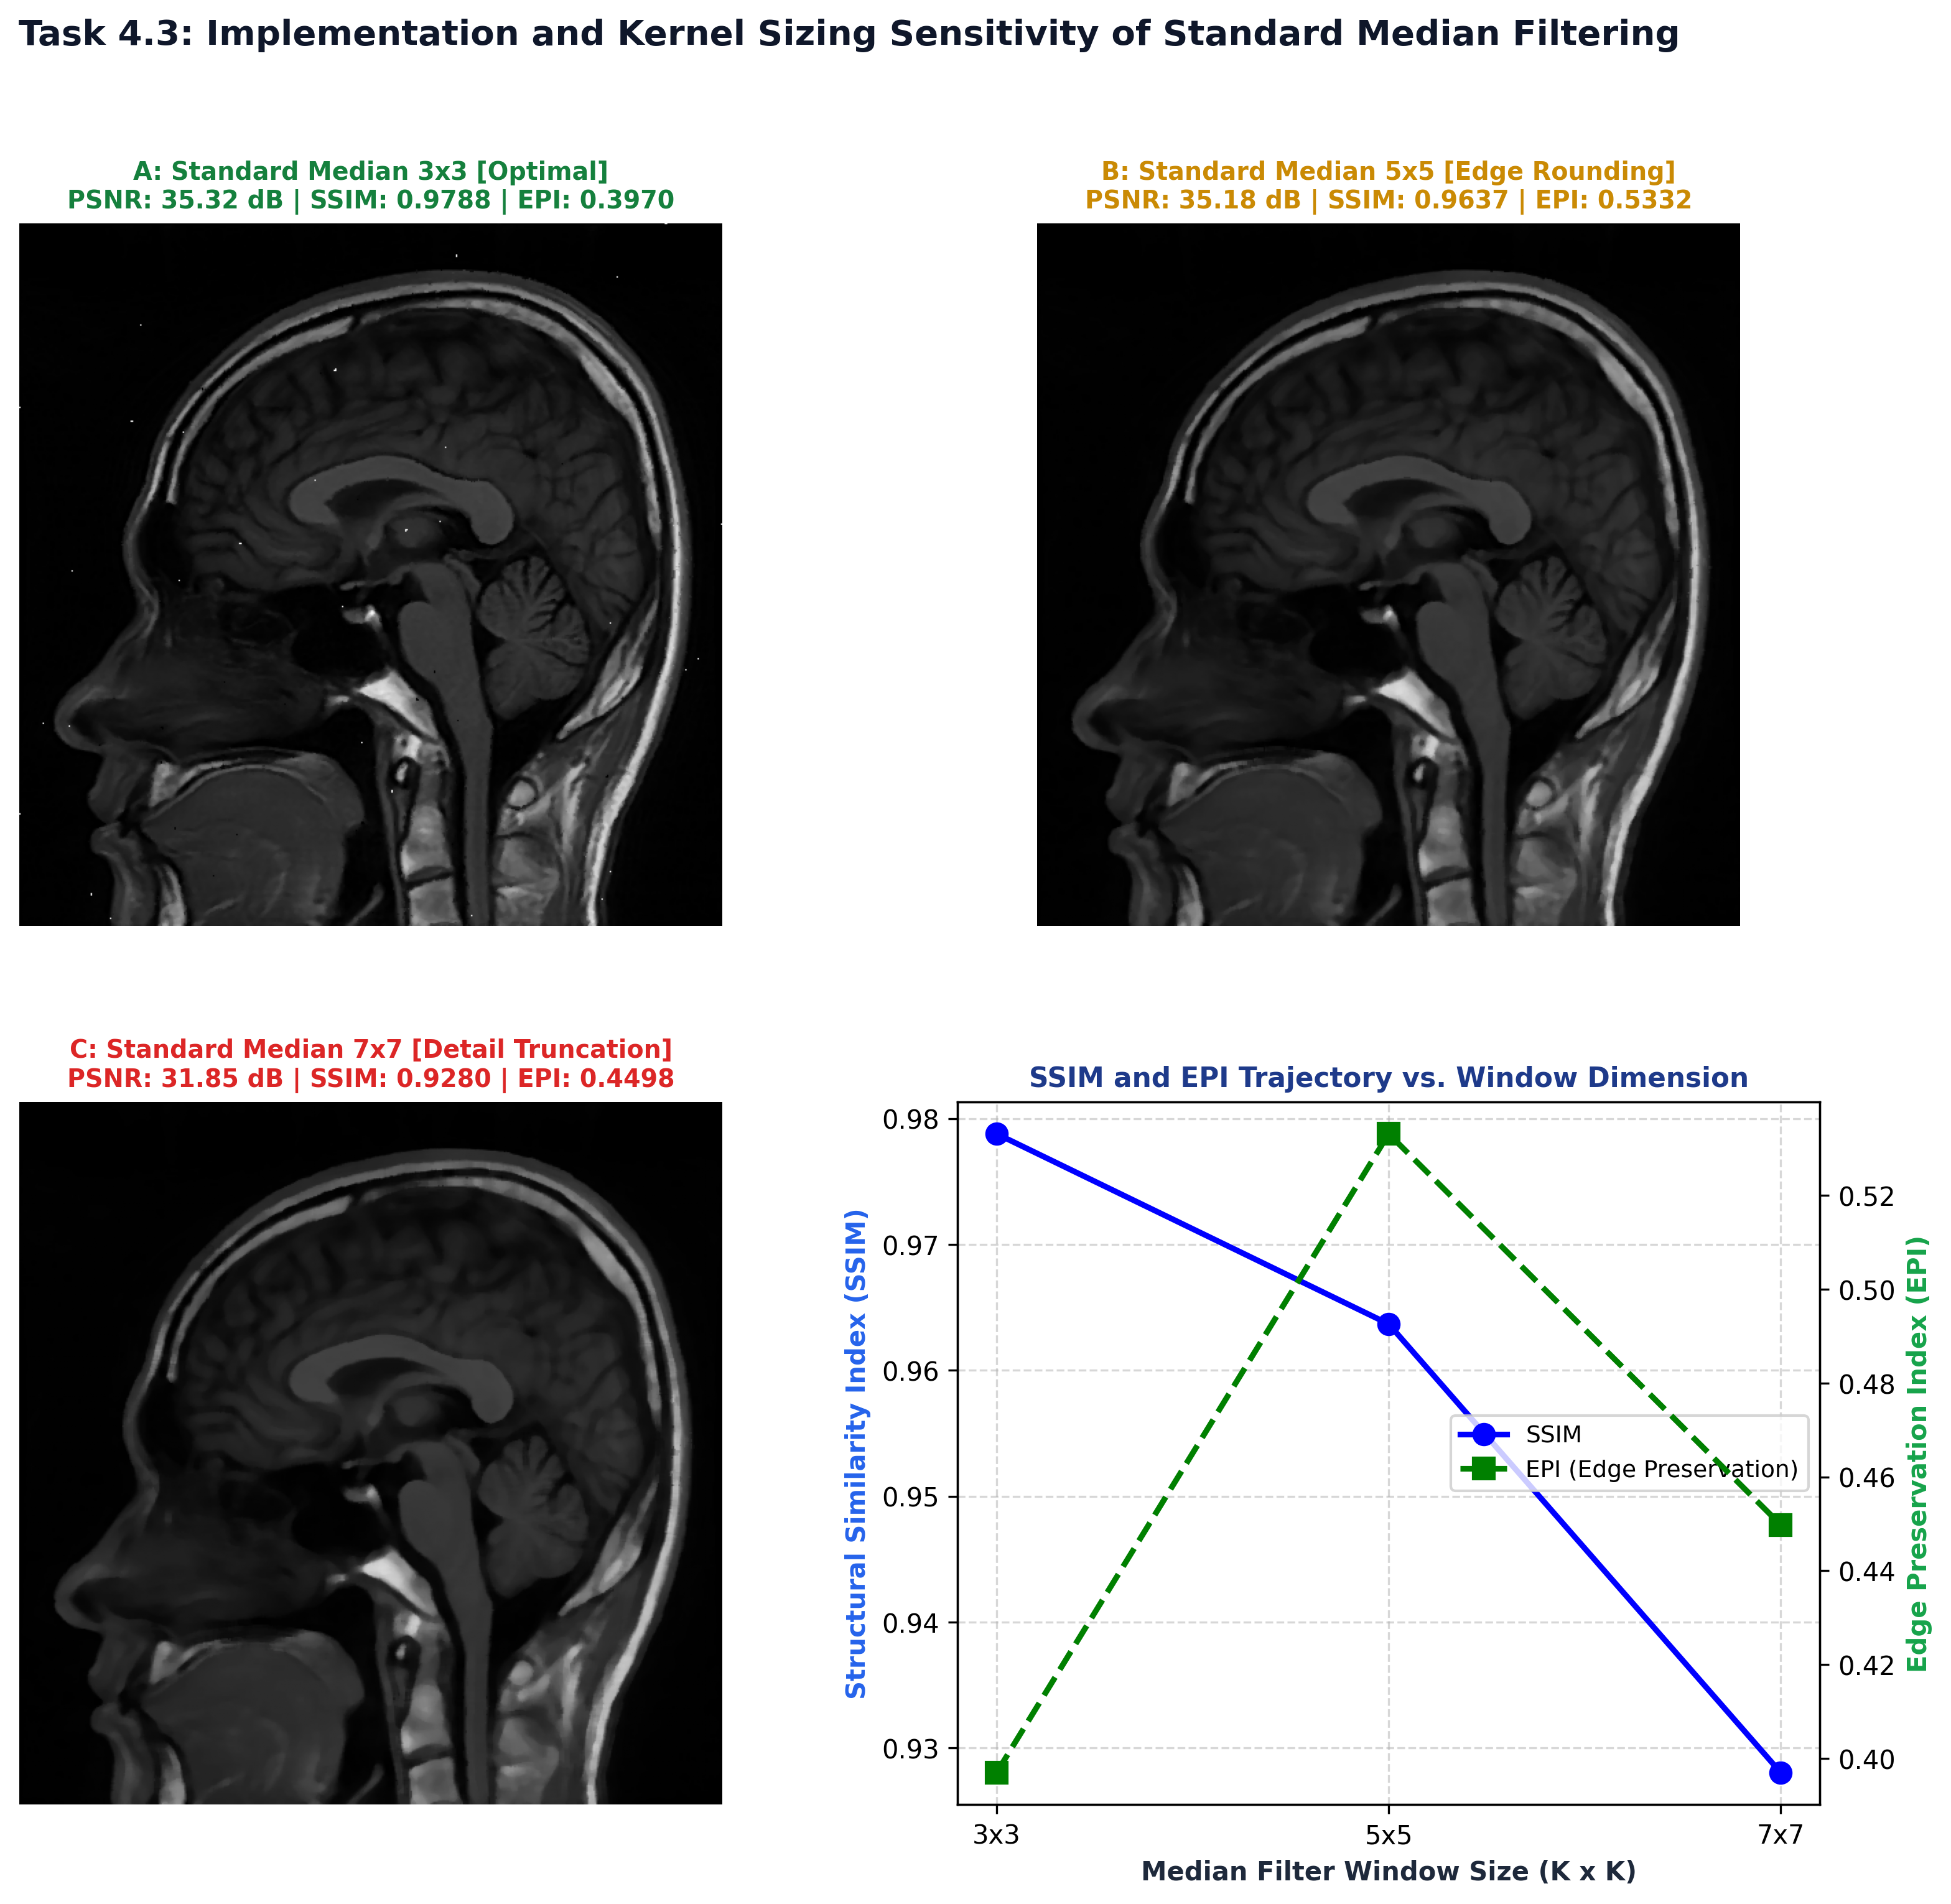 Task 4.3: Implementation and Kernel Sizing Sensitivity of Standard Median Filtering
A: Standard Median 3x3 [Optimal]
PSNR: 35.32 dB | SSIM: 0.9788 | EPI: 0.3970
B: Standard Median 5x5 [Edge Rounding]
PSNR: 35.18 dB | SSIM: 0.9637 | EPI: 0.5332
C: Standard Median 7x7 [Detail Truncation]
PSNR: 31.85 dB | SSIM: 0.9280 | EPI: 0.4498
SSIM and EPI Trajectory vs. Window Dimension
Structural Similarity Index (SSIM)
0.98
0.97
0.96
0.95
0.94
0.93
SSIM
EPI (Edge Preservation)
0.52
0.50
0.48
0.46
0.44
0.42
0.40
Edge Preservation Index (EPI)
3x3
5x5
7x7
Median Filter Window Size (K x K)